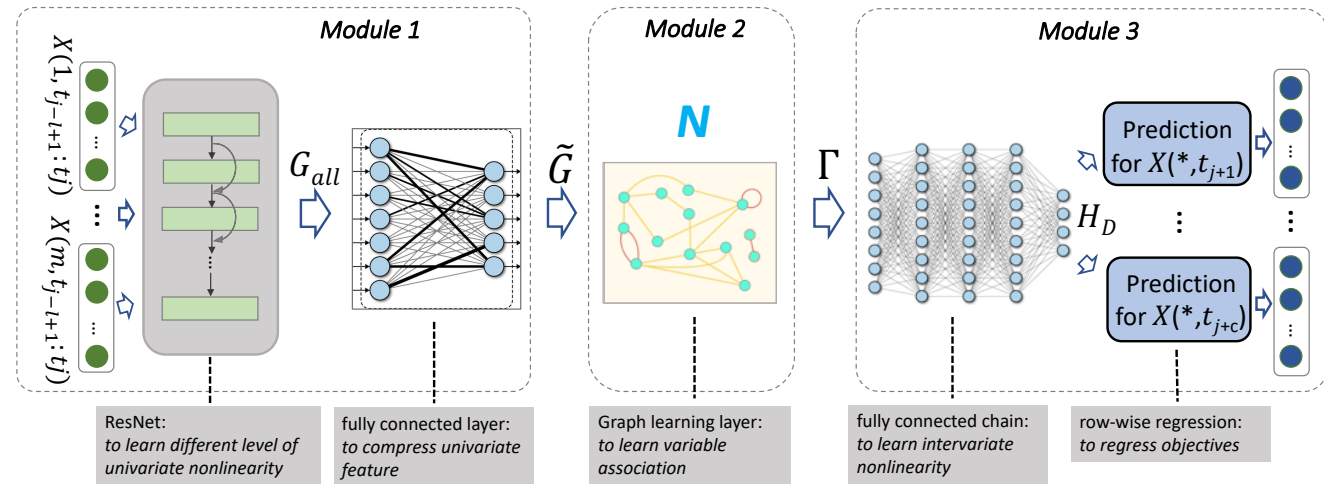 Module 1
Module 2
Module 3
X(1, t_{j-l+1}: t_j)
...
X(m, t_{j-l+1}: t_j)
...
...
...
G_{all}
G̃
N
Γ
H_D
Prediction
for X(*, t_{j+1})
...
...
...
Prediction
for X(*, t_{j+c})
...
ResNet:
to learn different level of
univariate nonlinearity
fully connected layer:
to compress univariate
feature
Graph learning layer:
to learn variable
association
fully connected chain:
to learn intervariate
nonlinearity
row-wise regression:
to regress objectives